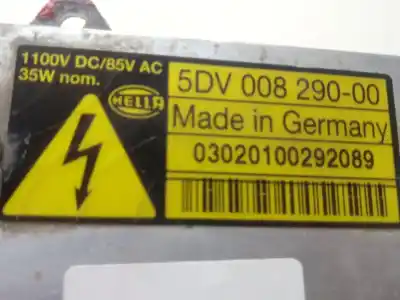 1100V DC/85V AC
35W nom.
HELLA
5DV 008 290-00
Made in Germany
03020100292089